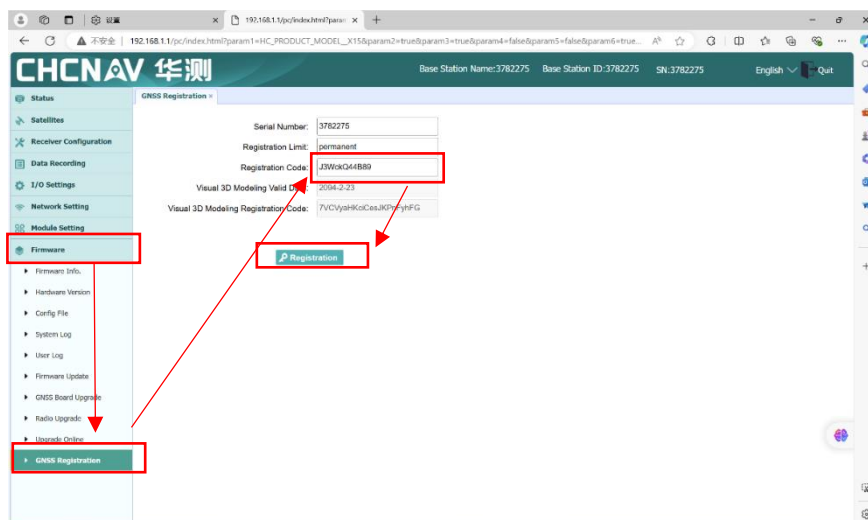 설정
192.168.1.1/pc/index.html?param
不安全
192.168.1.1/pc/index.html?param1=HC_PRODUCT_MODEL__X15&param2=true&param3=true&param4=false&param5=false&param6=true...
CHCNAV 华测
Base Station Name:3782275 Base Station ID:3782275 SN:3782275 English Quit
Status
GNSS Registration
Satellites
Receiver Configuration
Data Recording
I/O Settings
Network Setting
Module Setting
Firmware
Firmware Info.
Hardware Version
Config File
System Log
User Log
Firmware Update
GNSS Board Upgrade
Radio Upgrade
Upgrade Online
GNSS Registration
Serial Number: 3782275
Registration Limit: permanent
Registration Code: J3WckQ44B89
Visual 3D Modeling Valid 2094-2-23
Visual 3D Modeling Registration Code:
Registration